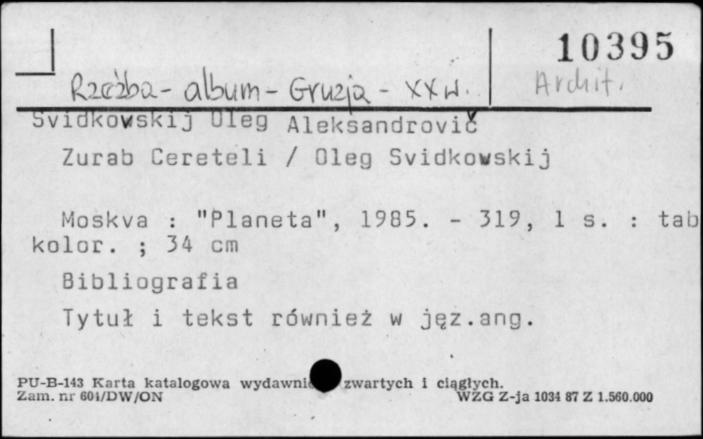 10395
Rzeźba - album - Gruzja - XX w. Archit.
Svidkowskij Oleg Aleksandrovič
Zurab Cereteli / Oleg Svidkowskij
Moskva : "Planeta", 1985. - 319, 1 s. : tab
kolor. ; 34 cm
Bibliografia
Tytuł i tekst również w jęz.ang.
PU-B-143 Karta katalogowa wydawni zwartych i ciągłych.
Zam. nr 601/DW/ON WZG Z-ja 1034 87 Z 1.560.000